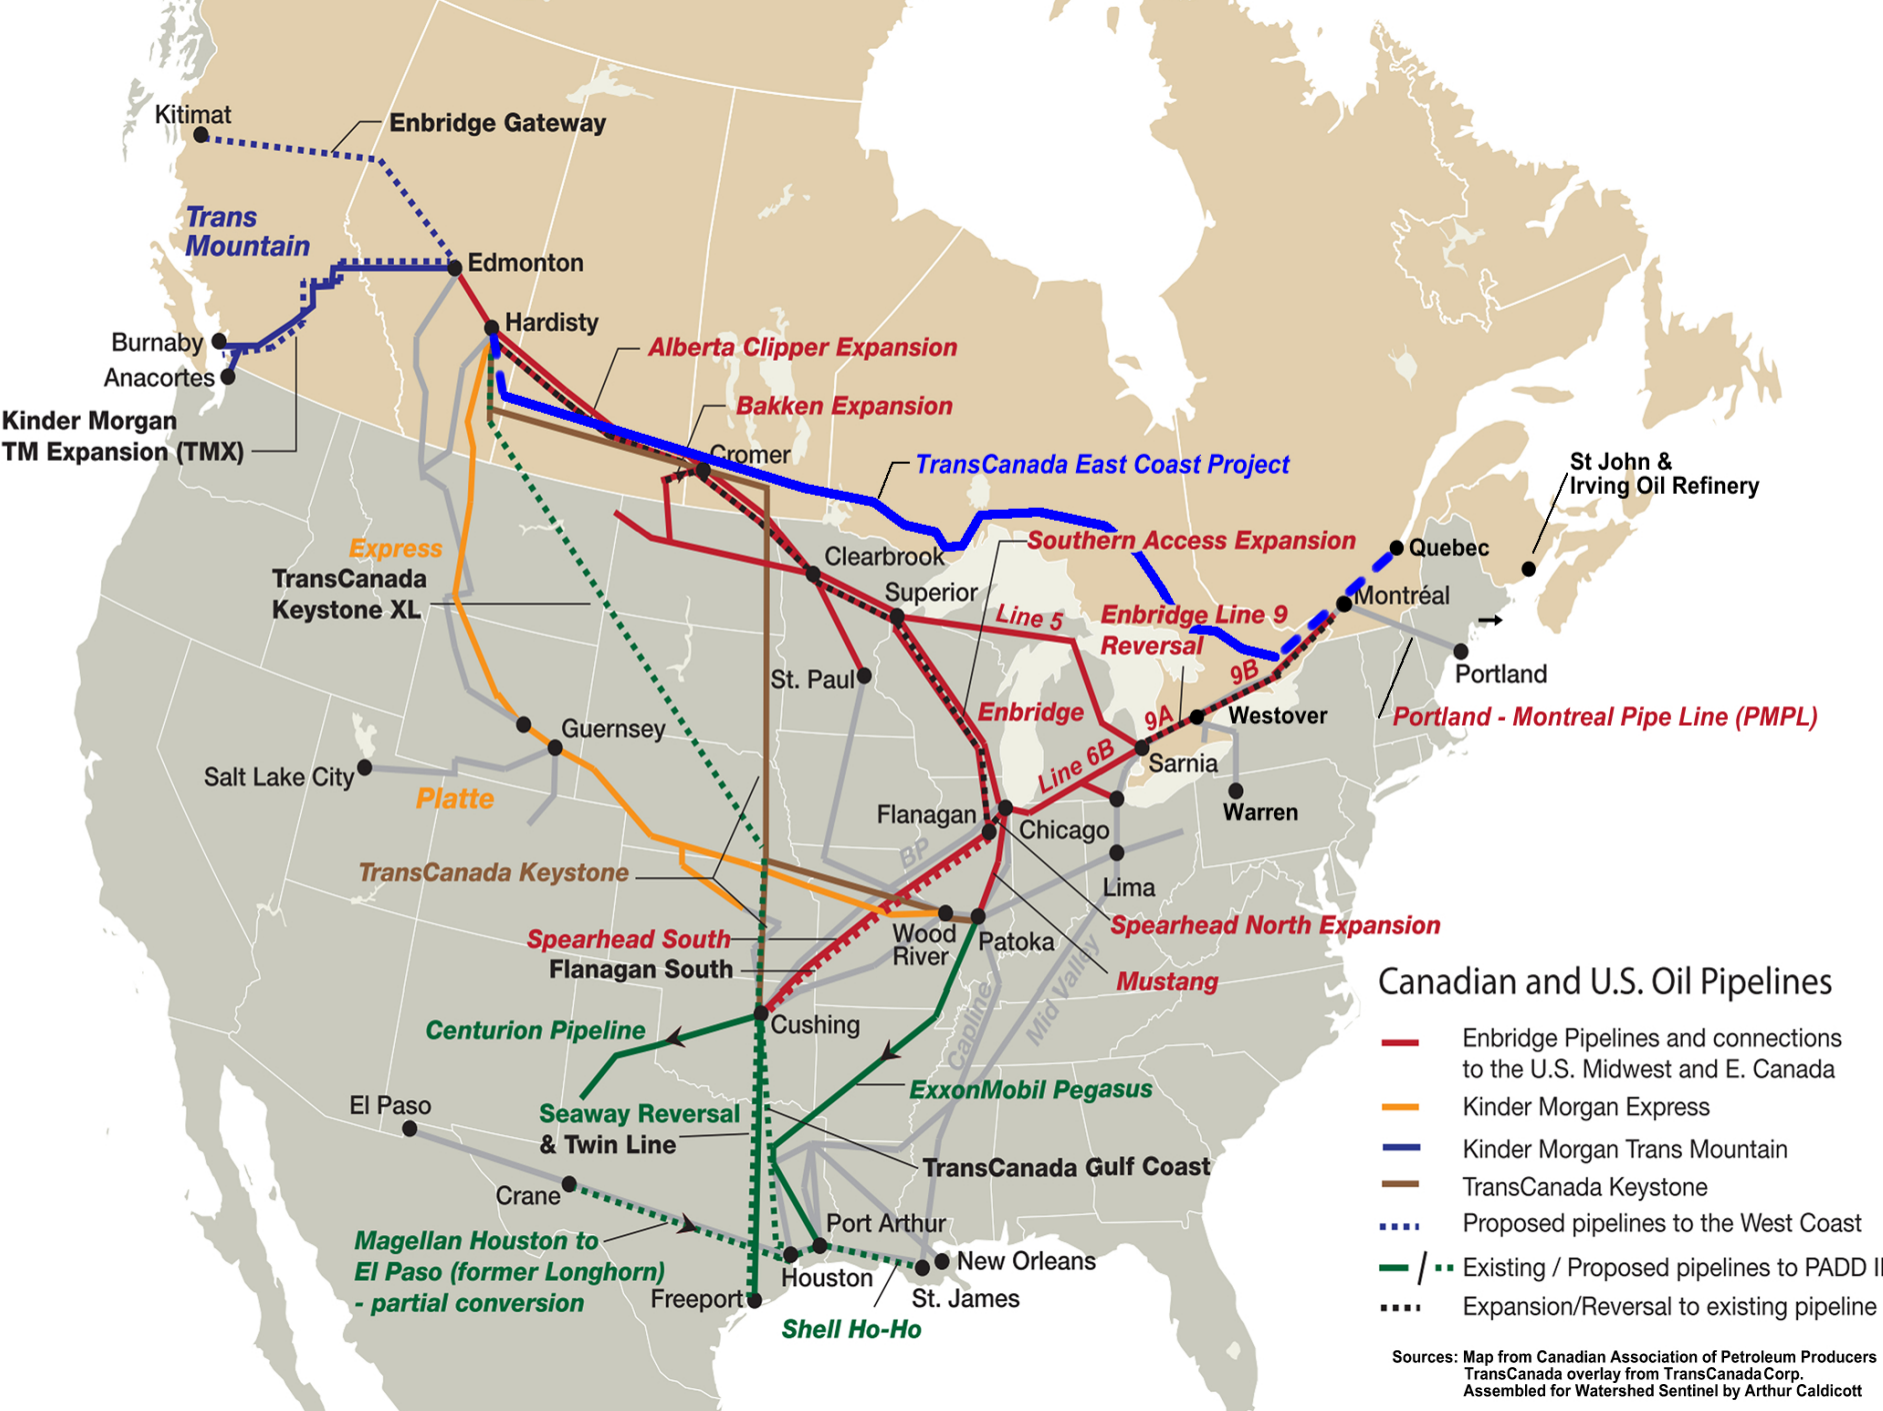 Kitimat
Enbridge Gateway
Trans
Mountain
Edmonton
Hardisty
Burnaby
Anacortes
Kinder Morgan
TM Expansion (TMX)
Alberta Clipper Expansion
Bakken Expansion
Cromer
TransCanada East Coast Project
St John &
Irving Oil Refinery
Express
TransCanada
Keystone XL
Clearbrook
Superior
Southern Access Expansion
Quebec
Montréal
Line 5
Enbridge Line 9
Reversal
St. Paul
9B
Portland
Enbridge
9A
Westover
Portland - Montreal Pipe Line (PMPL)
Guernsey
Salt Lake City
Line 6B
Sarnia
Platte
Flanagan
Chicago
Warren
BP
TransCanada Keystone
Lima
Spearhead South
Flanagan South
Wood
River
Patoka
Spearhead North Expansion
Mustang
Capline
Mid Valley
Centurion Pipeline
Cushing
ExxonMobil Pegasus
El Paso
Seaway Reversal
& Twin Line
TransCanada Gulf Coast
Crane
Port Arthur
Magellan Houston to
El Paso (former Longhorn)
- partial conversion
Houston
New Orleans
Freeport
St. James
Shell Ho-Ho
Canadian and U.S. Oil Pipelines
Enbridge Pipelines and connections
to the U.S. Midwest and E. Canada
Kinder Morgan Express
Kinder Morgan Trans Mountain
TransCanada Keystone
Proposed pipelines to the West Coast
Existing / Proposed pipelines to PADD II
Expansion/Reversal to existing pipeline
Sources: Map from Canadian Association of Petroleum Producers
TransCanada overlay from TransCanada Corp.
Assembled for Watershed Sentinel by Arthur Caldicott